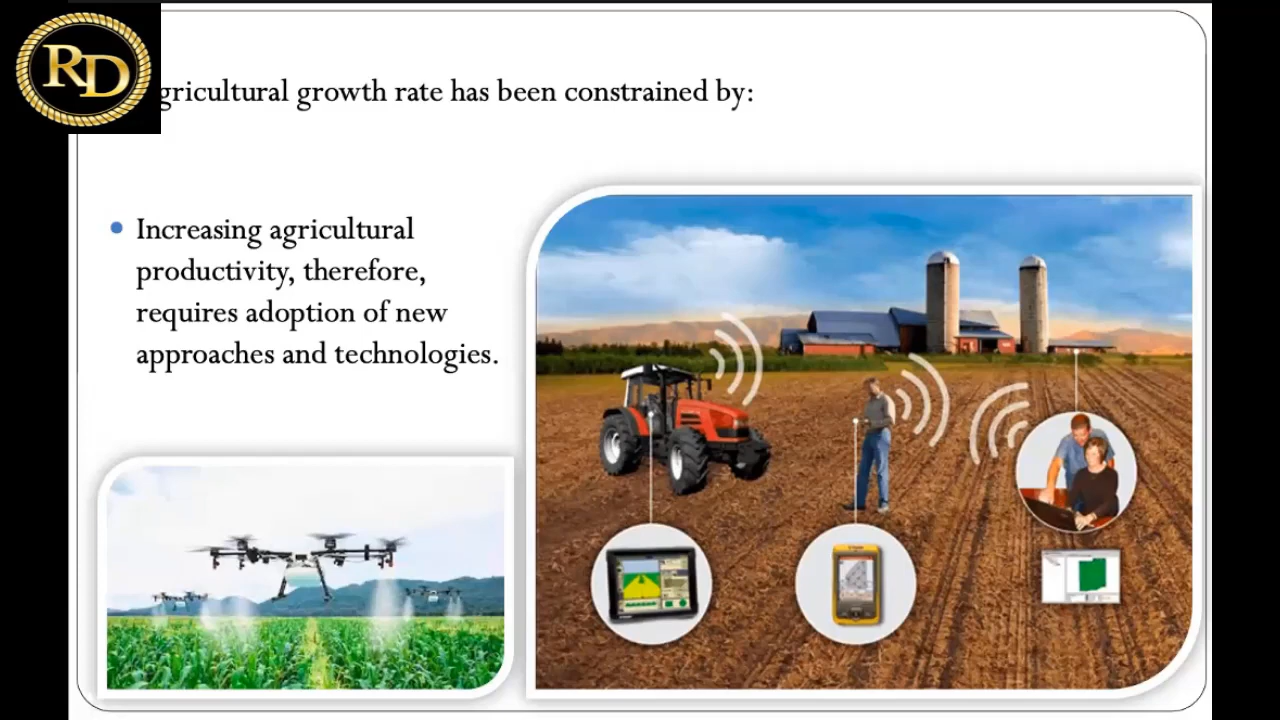 RD
gricultural growth rate has been constrained by:
Increasing agricultural
productivity, therefore,
requires adoption of new
approaches and technologies.